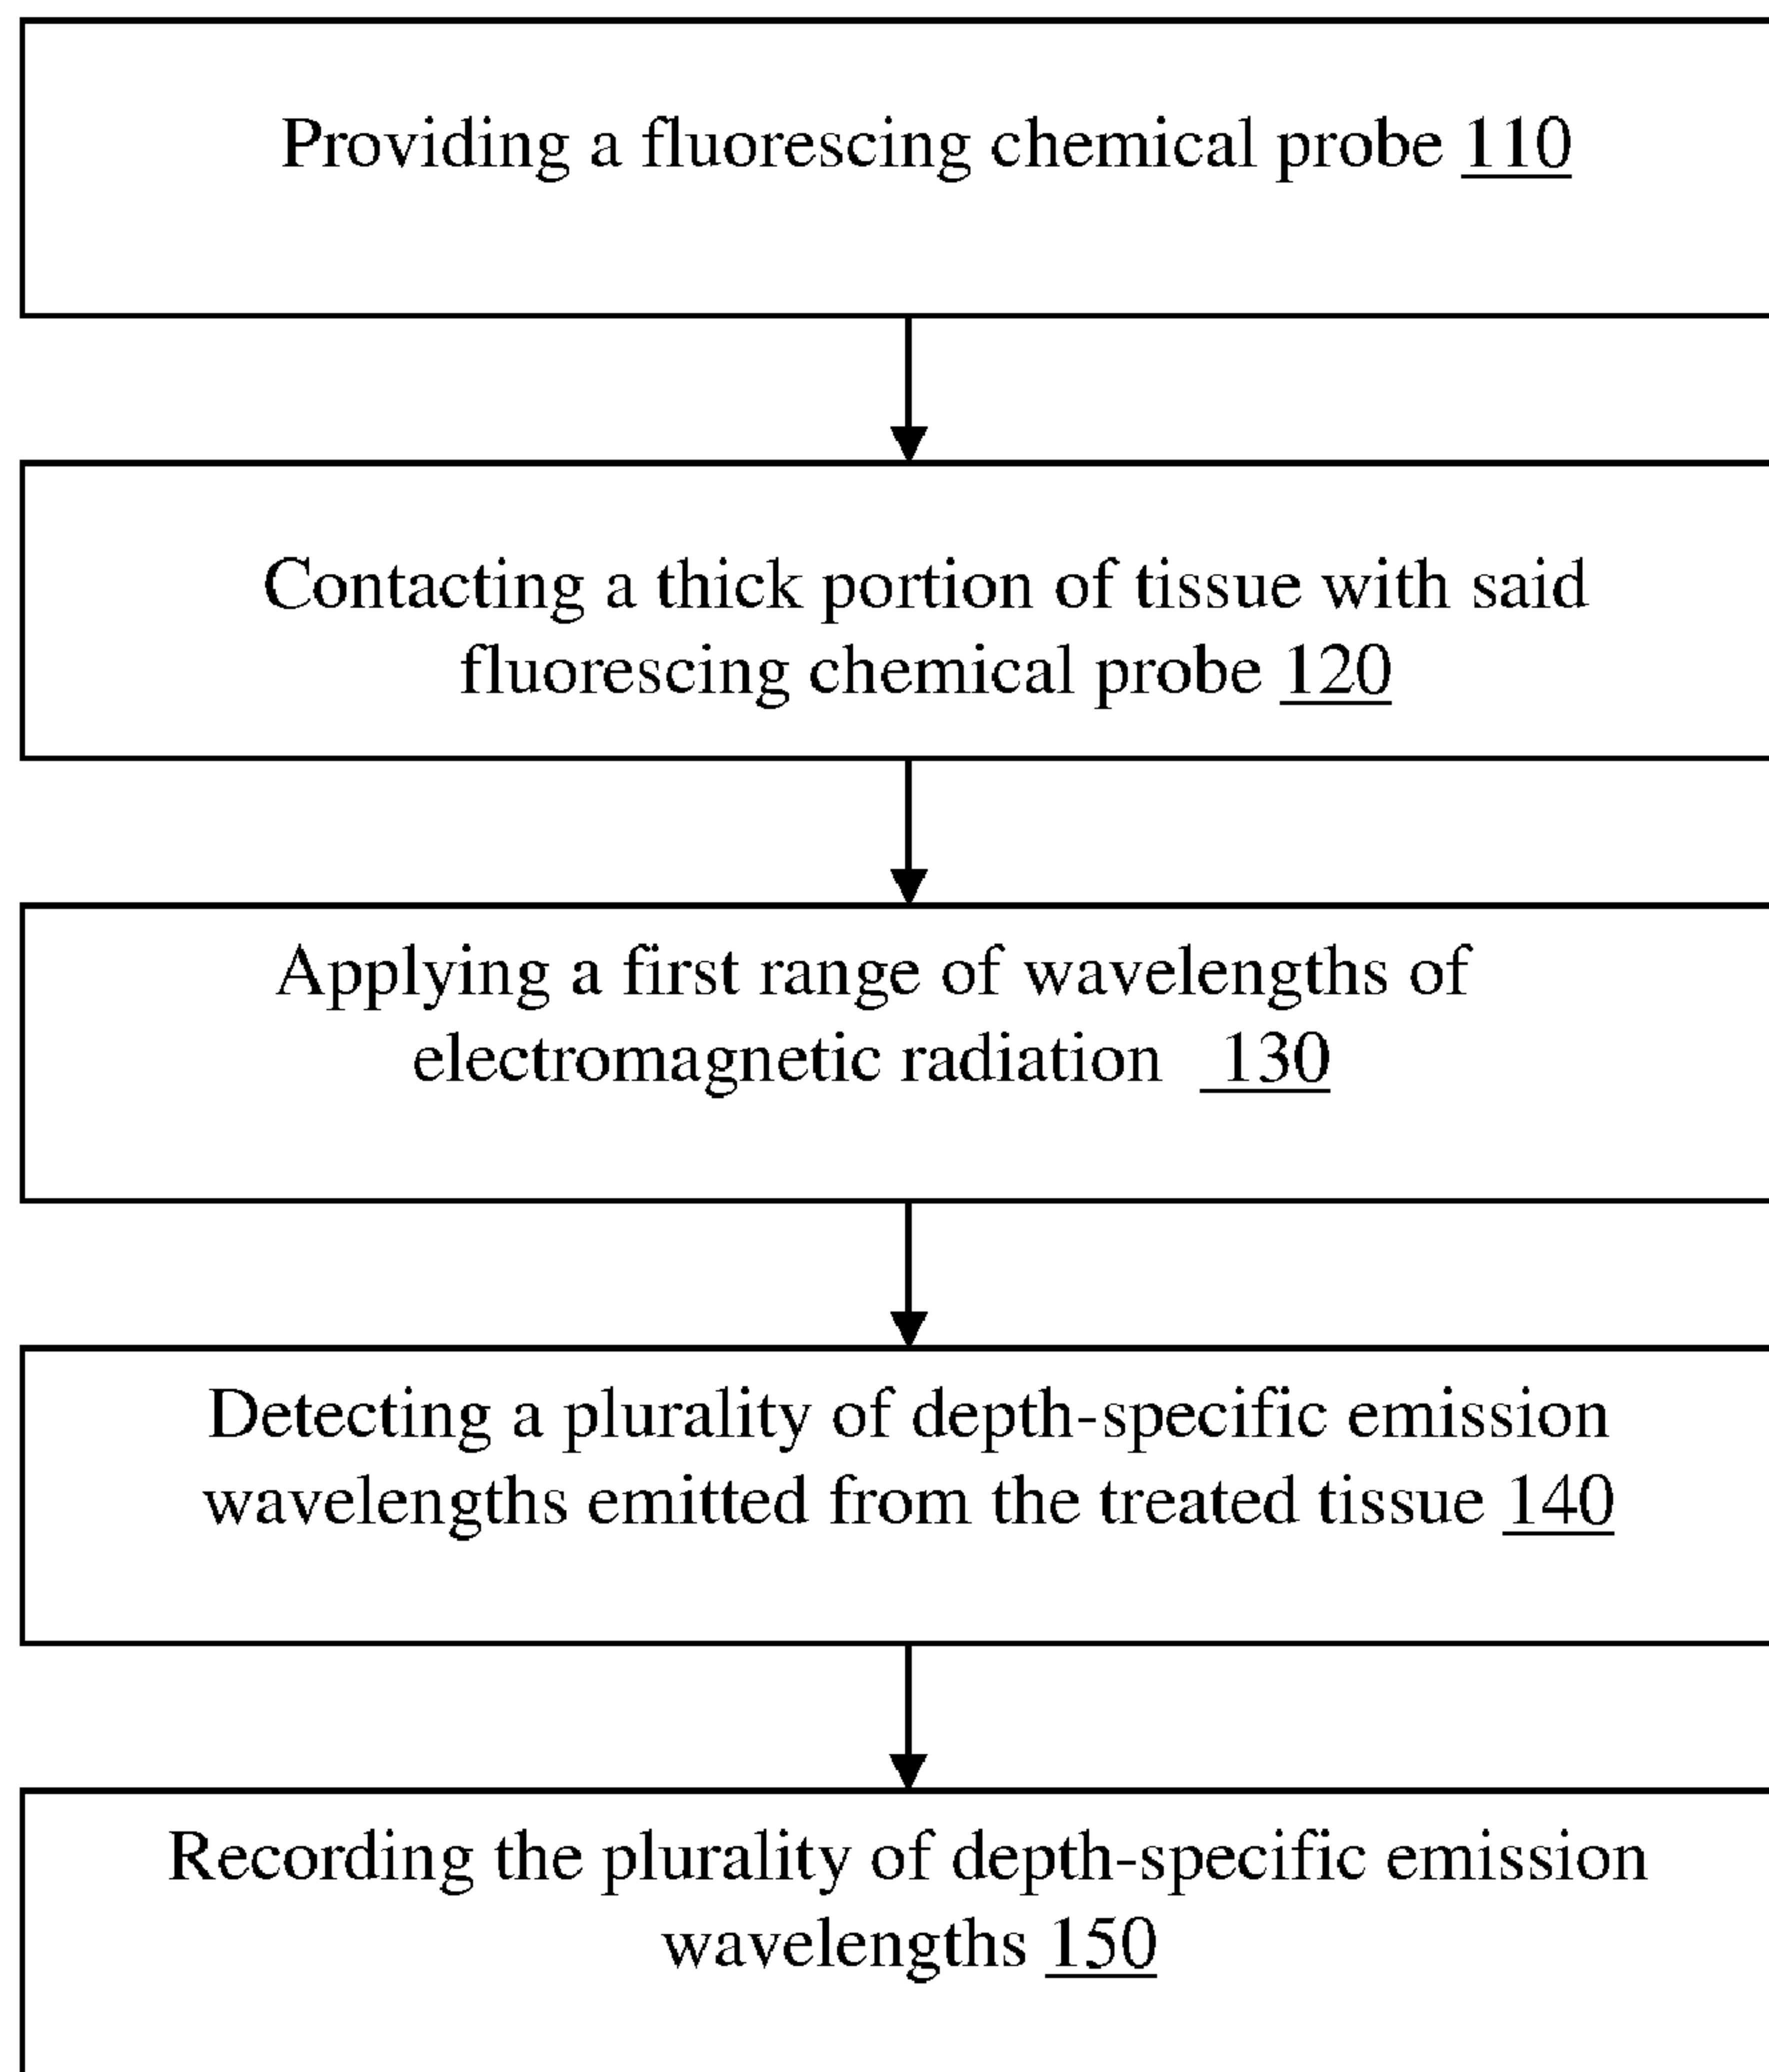 Providing a fluorescing chemical probe 110
Contacting a thick portion of tissue with said
fluorescing chemical probe 120
Applying a first range of wavelengths of
electromagnetic radiation 130
Detecting a plurality of depth-specific emission
wavelengths emitted from the treated tissue 140
Recording the plurality of depth-specific emission
wavelengths 150